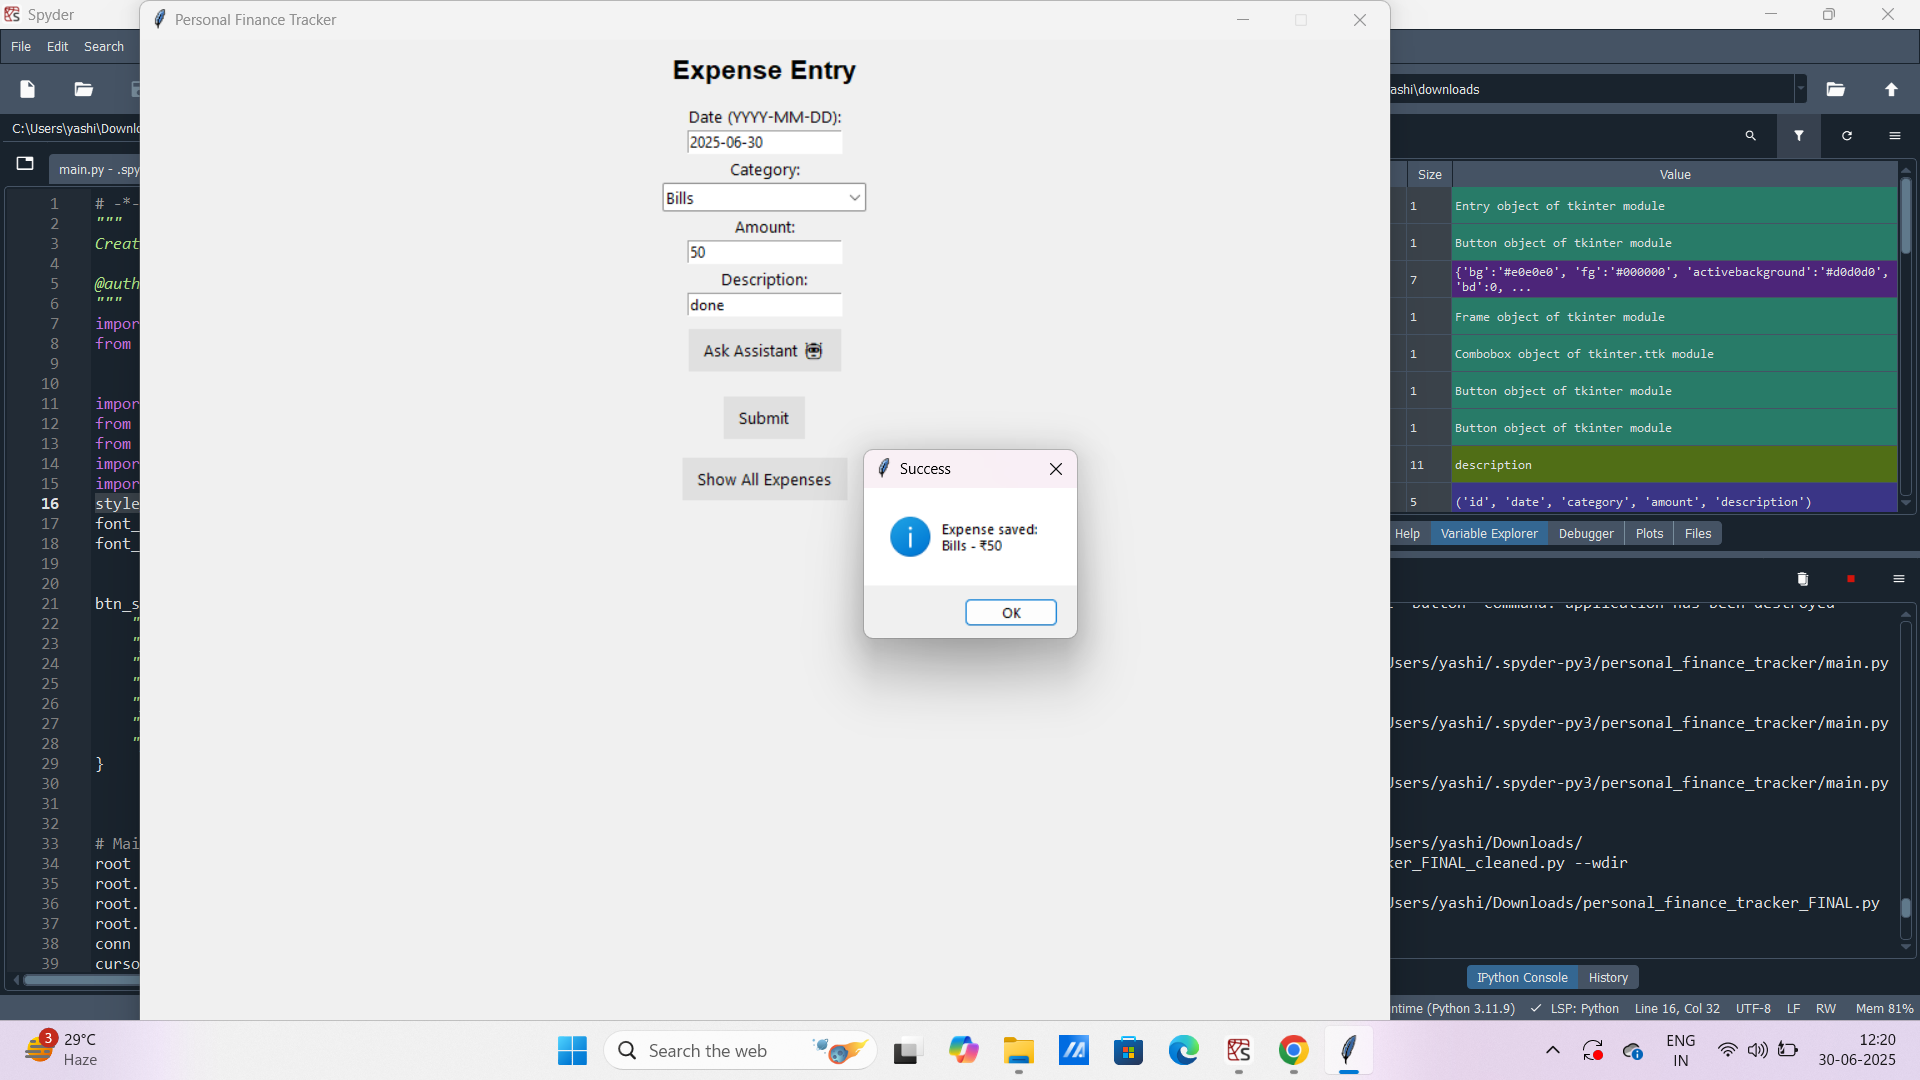 Spyder
Personal Finance Tracker
File Edit Search
ashi\downloads
C:\Users\yashi\Downlo
main.py - .spy
Expense Entry
Date (YYYY-MM-DD):
2025-06-30
Category:
Bills
Amount:
50
Description:
done
Ask Assistant
Submit
Show All Expenses
Success
Expense saved:
Bills - ₹50
OK
1 # -*-
2 """
3 Creat
4
5 @auth
6 """
7 impor
8 from
9
10
11 impor
12 from
13 from
14 impor
15 impor
16 style
17 font_
18 font_
19
20
21 btn_s
22 "
23 "
24 "
25 "
26 "
27 "
28 "
29 }
30
31
32
33 # Mai
34 root
35 root.
36 root.
37 root.
38 conn
39 curso
Size Value
1 Entry object of tkinter module
1 Button object of tkinter module
7 {'bg':'#e0e0e0', 'fg':'#000000', 'activebackground':'#d0d0d0',
'bd':0, ...
1 Frame object of tkinter module
1 Combobox object of tkinter.ttk module
1 Button object of tkinter module
1 Button object of tkinter module
11 description
5 ('id', 'date', 'category', 'amount', 'description')
Help Variable Explorer Debugger Plots Files
Users/yashi/.spyder-py3/personal_finance_tracker/main.py
Users/yashi/.spyder-py3/personal_finance_tracker/main.py
Users/yashi/.spyder-py3/personal_finance_tracker/main.py
Users/yashi/Downloads/
ker_FINAL_cleaned.py --wdir
Users/yashi/Downloads/personal_finance_tracker_FINAL.py
IPython Console History
ntime (Python 3.11.9) LSP: Python Line 16, Col 32 UTF-8 LF RW Mem 81%
3
29°C
Haze
Search the web
ENG
IN
12:20
30-06-2025